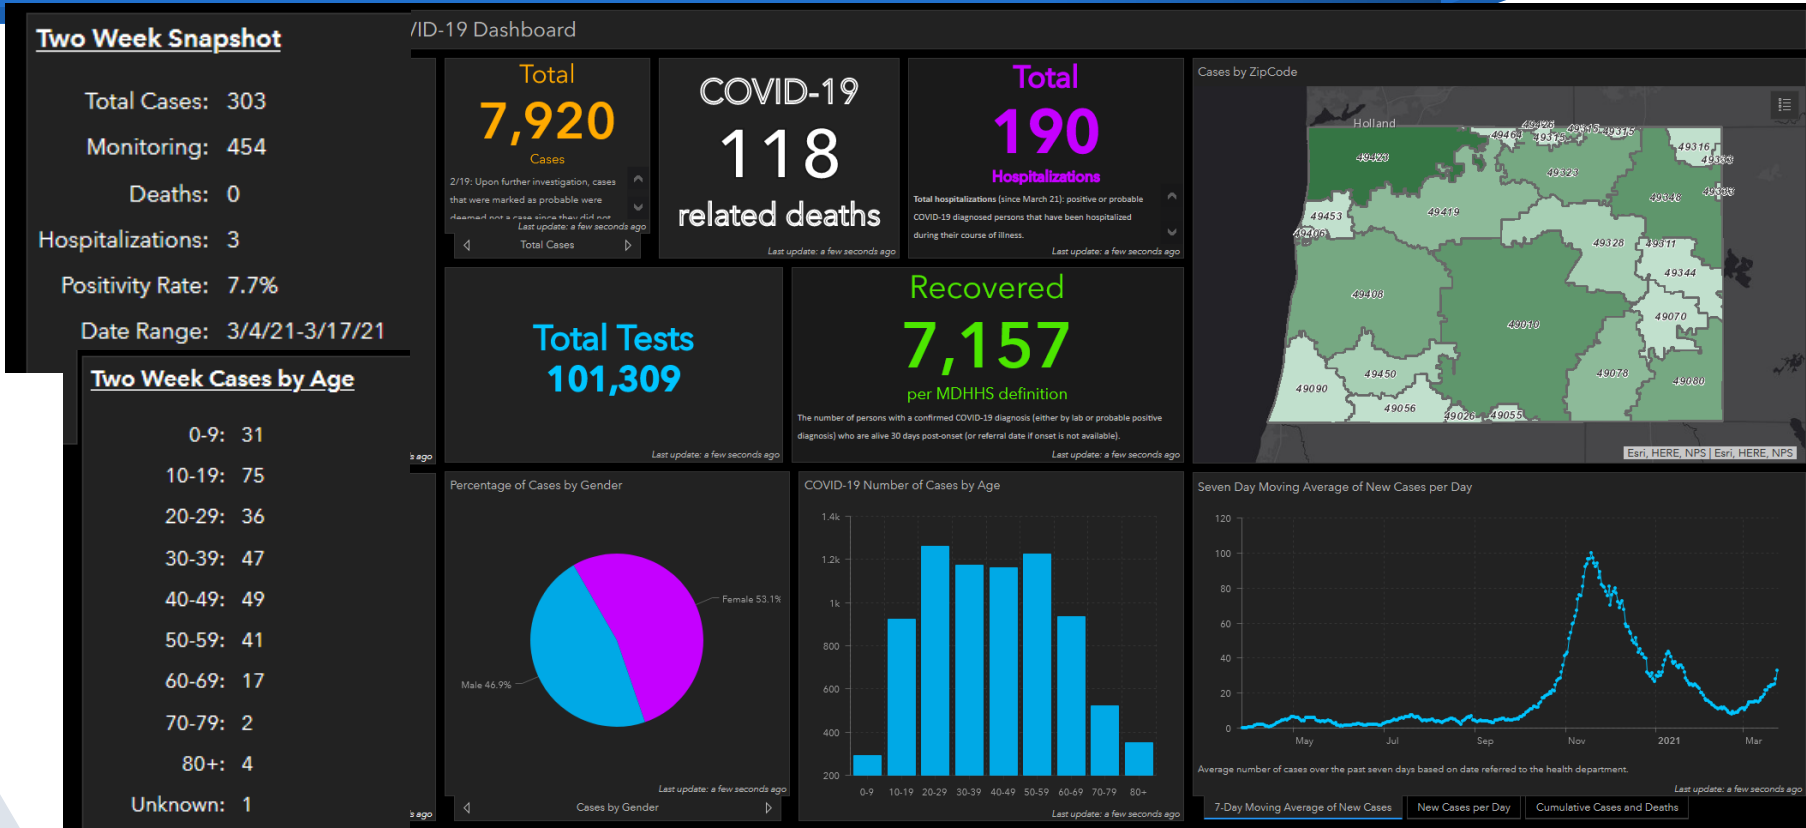 Two Week Snapshot
Total Cases: 303
Monitoring: 454
Deaths: 0
Hospitalizations: 3
Positivity Rate: 7.7%
Date Range: 3/4/21-3/17/21
Two Week Cases by Age
0-9: 31
10-19: 75
20-29: 36
30-39: 47
40-49: 49
50-59: 41
60-69: 17
70-79: 2
80+: 4
Unknown: 1
s ago
s ago
VID-19 Dashboard
Total
7,920
Cases
2/19: Upon further investigation, cases
that were marked as probable were
deemed not a case since they did not
Last update: a few seconds ago
Total Cases
COVID-19
118
related deaths
Last update: a few seconds ago
Total
190
Hospitalizations
Total hospitalizations (since March 21): positive or probable
COVID-19 diagnosed persons that have been hospitalized
during their course of illness.
Last update: a few seconds ago
Total Tests
101,309
Last update: a few seconds ago
Recovered
7,157
per MDHHS definition
The number of persons with a confirmed COVID-19 diagnosis (either by lab or probable positive
diagnosis) who are alive 30 days post-onset (or referral date if onset is not available).
Last update: a few seconds ago
Cases by ZipCode
Holland
49423
49464
49426
49315
49315
49315
49316
49333
49323
49348
49333
49453
49419
49406
49328
49311
49344
49408
49010
49070
49078
49080
49090
49450
49056
49026
49055
Esri, HERE, NPS | Esri, HERE, NPS
Percentage of Cases by Gender
Female 53.1%
Male 46.9%
Last update: a few seconds ago
Cases by Gender
COVID-19 Number of Cases by Age
1.4k
1.2k
1k
800
600
400
200
0-9 10-19 20-29 30-39 40-49 50-59 60-69 70-79 80+
Last update: a few seconds ago
Seven Day Moving Average of New Cases per Day
120
100
80
60
40
20
0
May Jul Sep Nov 2021 Mar
Average number of cases over the past seven days based on date referred to the health department.
Last update: a few seconds ago
7-Day Moving Average of New Cases New Cases per Day Cumulative Cases and Deaths